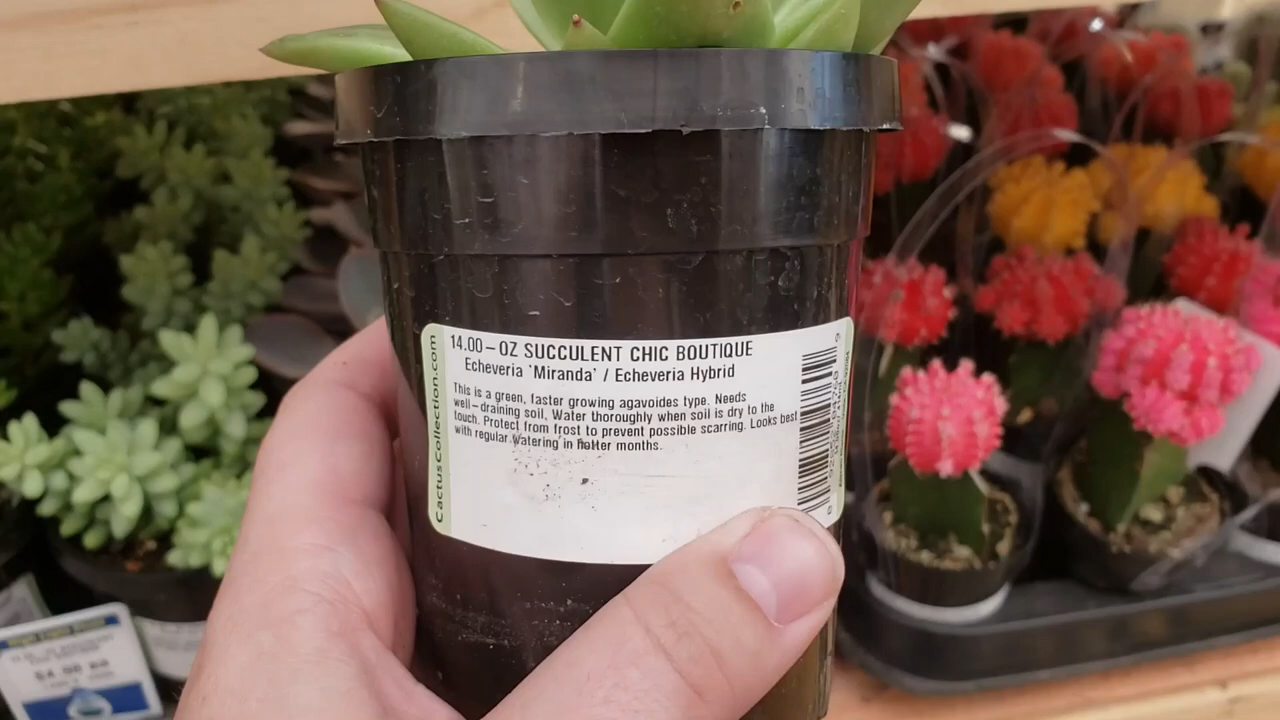 14.00-OZ SUCCULENT CHIC BOUTIQUE
Echeveria 'Miranda' / Echeveria Hybrid
This is a green, faster growing agavoides type. Needs
well-draining soil, Water thoroughly when soil is dry to the
touch. Protect from frost to prevent possible scarring. Looks best
with regular watering in hotter months.
CactusCollection.com